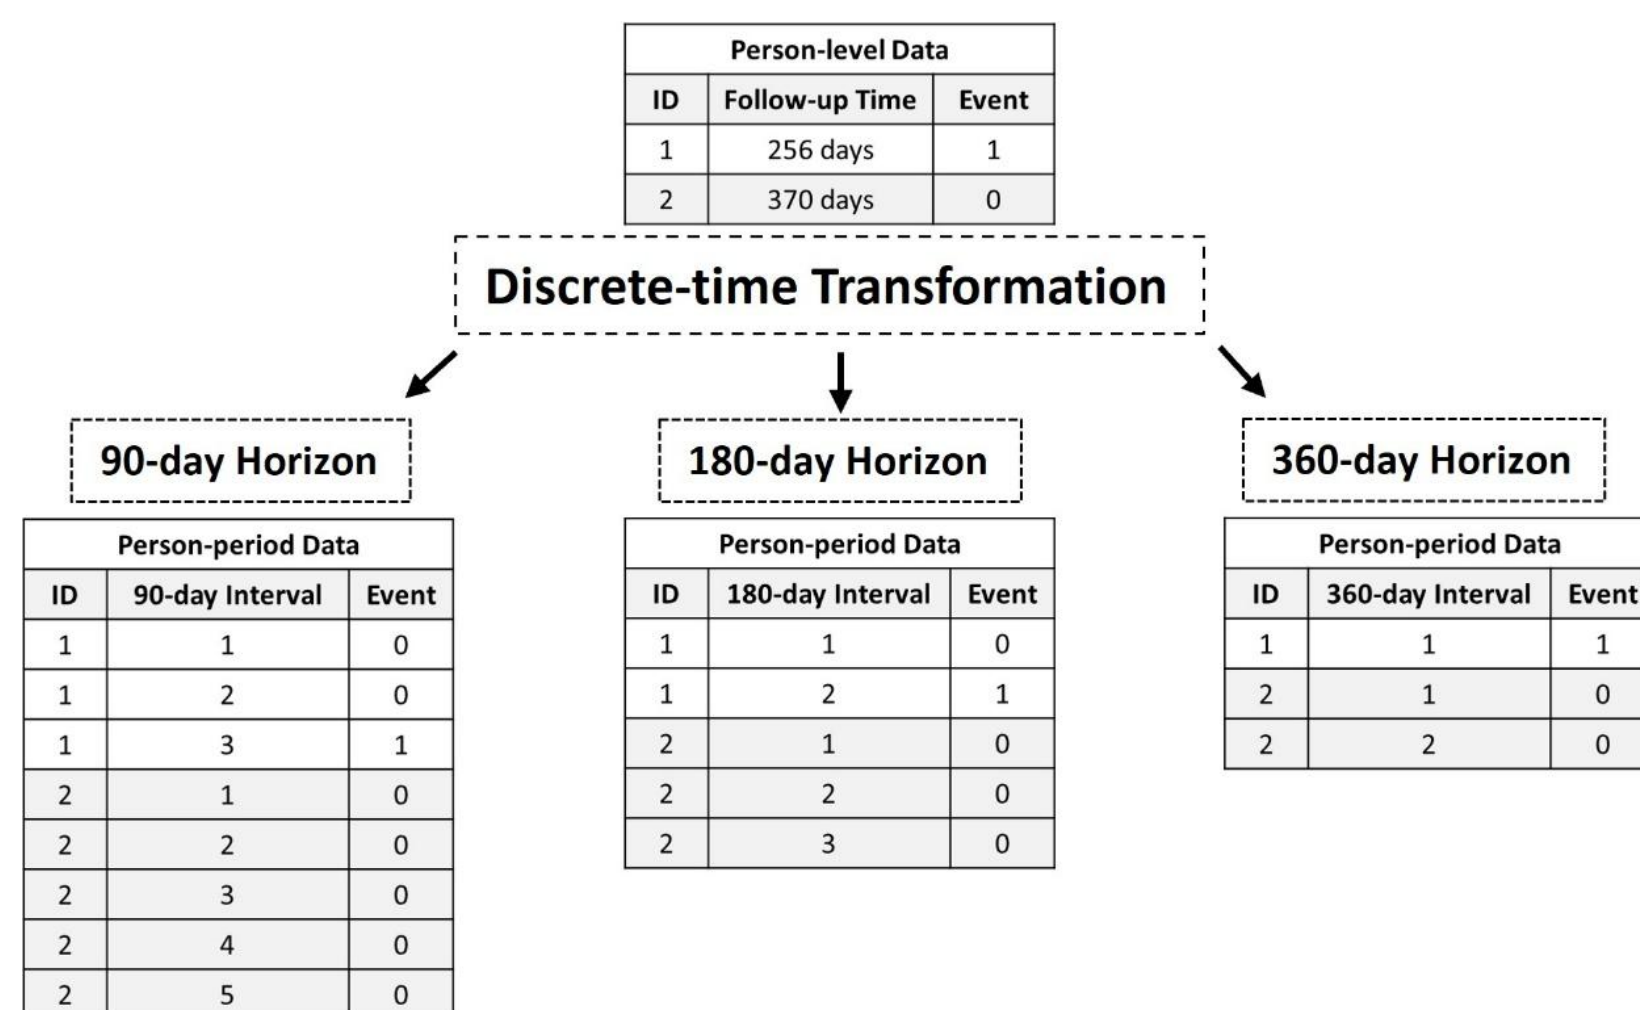 Person-level Data
ID Follow-up Time Event
1 256 days 1
2 370 days 0
Discrete-time Transformation
90-day Horizon
Person-period Data
ID 90-day Interval Event
1 1 0
1 2 0
1 3 1
2 1 0
2 2 0
2 3 0
2 4 0
2 5 0
180-day Horizon
Person-period Data
ID 180-day Interval Event
1 1 0
1 2 1
2 1 0
2 2 0
2 3 0
360-day Horizon
Person-period Data
ID 360-day Interval Event
1 1 1
2 1 0
2 2 0